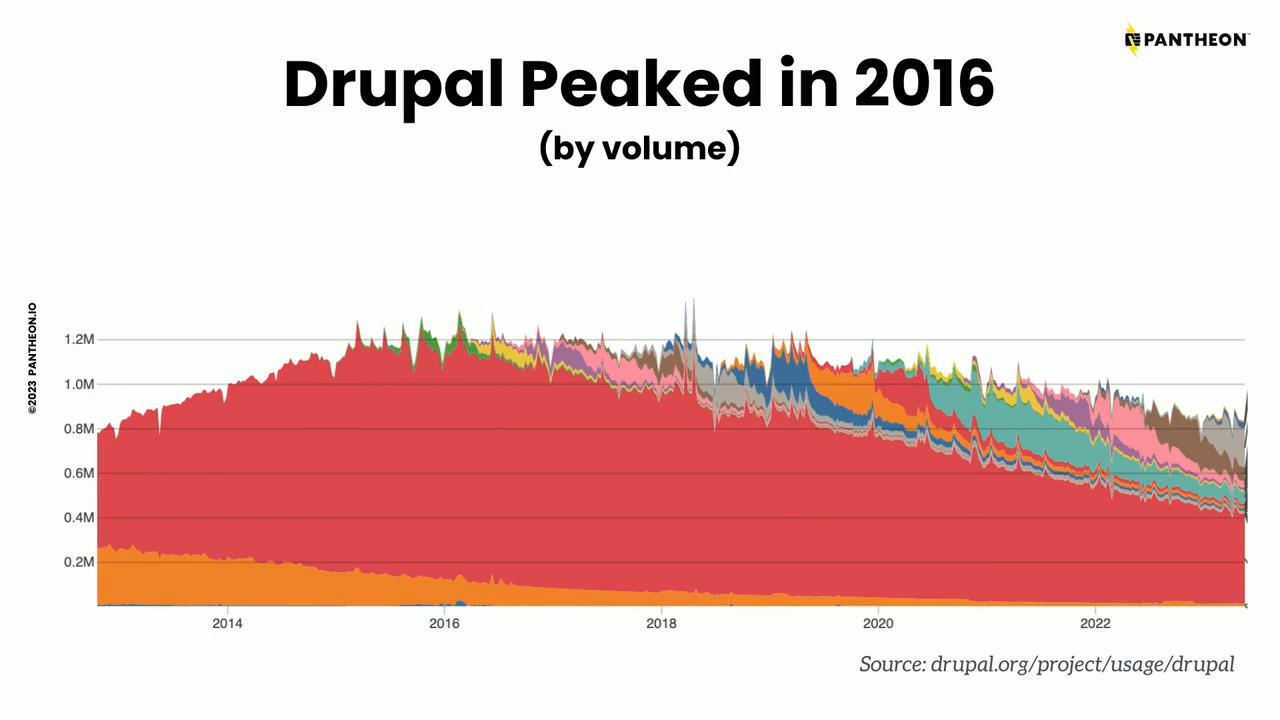 PANTHEON
Drupal Peaked in 2016
(by volume)
©2023 PANTHEON.IO
1.2M
1.0M
0.8M
0.6M
0.4M
0.2M
2014
2016
2018
2020
2022
Source: drupal.org/project/usage/drupal